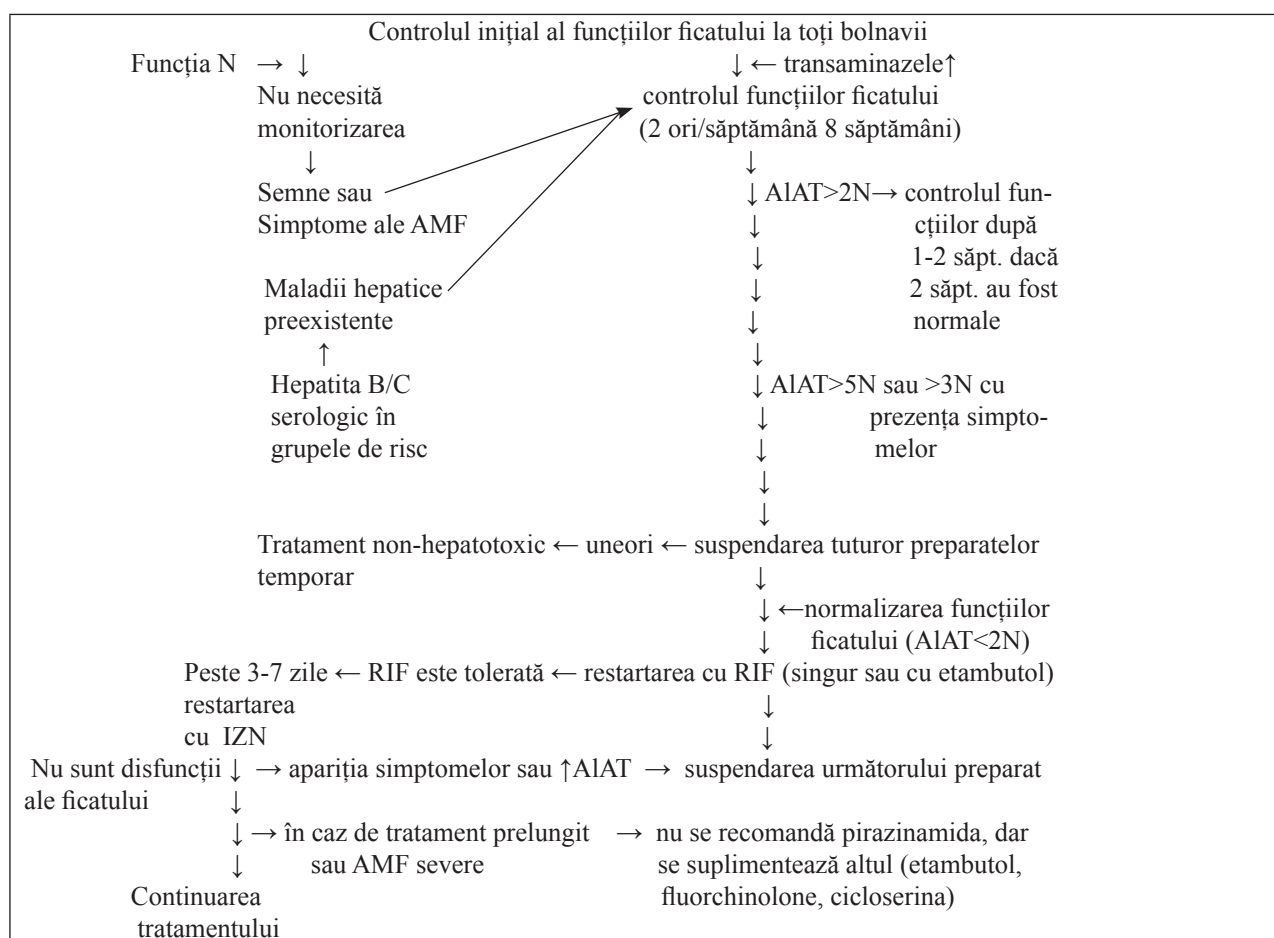 Controlul inițial al funcțiilor ficatului la toți bolnavii
Funcția N → ↓
↓ ← transaminazele↑
Nu necesită
monitorizarea
↓
Semne sau
Simptome ale AMF
Maladii hepatice
preexistente
↑
Hepatita B/C
serologic în
grupele de risc
controlul funcțiilor ficatului
(2 ori/săptămână 8 săptămâni)
↓
↓ AlAT>2N→ controlul fun-
↓ cțiilor după
↓ 1-2 săpt. dacă
↓ 2 săpt. au fost
↓ normale
↓
↓ AlAT>5N sau >3N cu
↓ prezența simpto-
↓ melor
↓
↓
Tratament non-hepatotoxic ← uneori ← suspendarea tuturor preparatelor
temporar
↓
↓ ←normalizarea funcțiilor
↓ ficatului (AlAT<2N)
Peste 3-7 zile ← RIF este tolerată ← restartarea cu RIF (singur sau cu etambutol)
restartarea ↓
cu IZN ↓
Nu sunt disfuncții ↓ → apariția simptomelor sau ↑AlAT → suspendarea următorului preparat
ale ficatului ↓
↓ → în caz de tratament prelungit → nu se recomandă pirazinamida, dar
↓ sau AMF severe se suplimentează altul (etambutol,
Continuarea fluorchinolone, cicloserina)
tratamentului